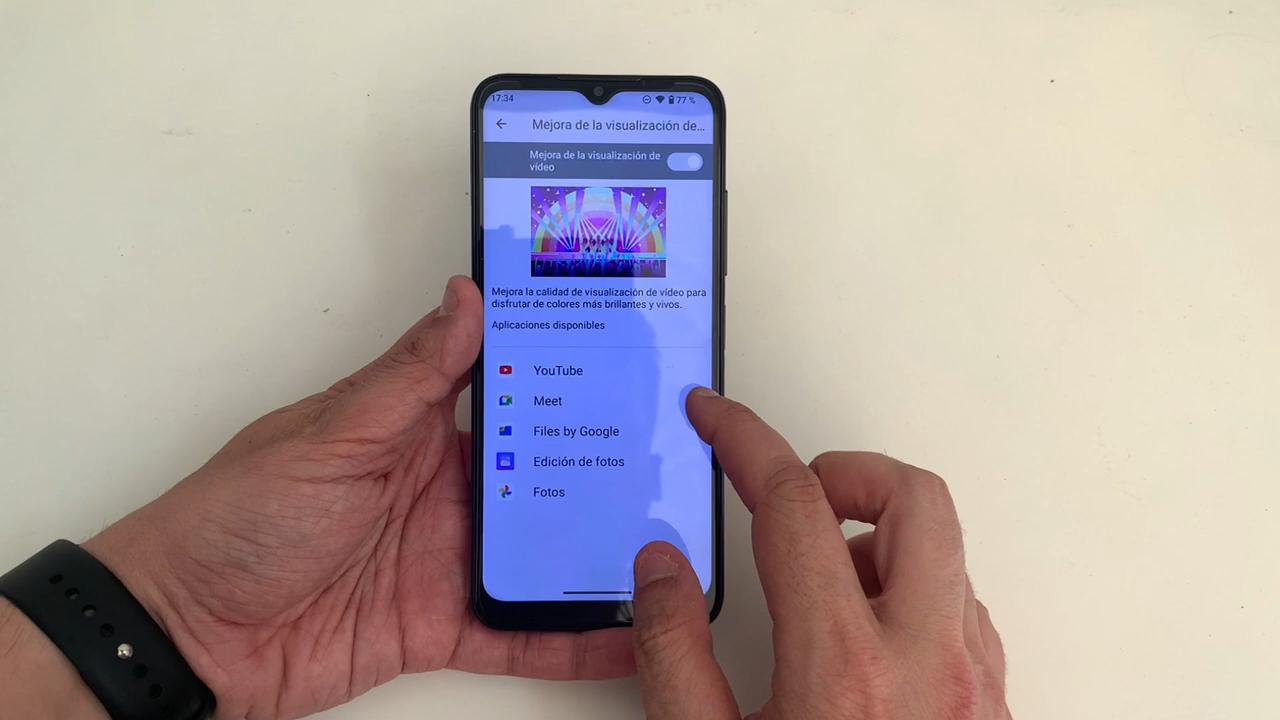 17:34 77 %
Mejora de la visualización de...
Mejora de la visualización de
vídeo
Mejora la calidad de visualización de vídeo para
disfrutar de colores más brillantes y vivos.
Aplicaciones disponibles
YouTube
Meet
Files by Google
Edición de fotos
Fotos